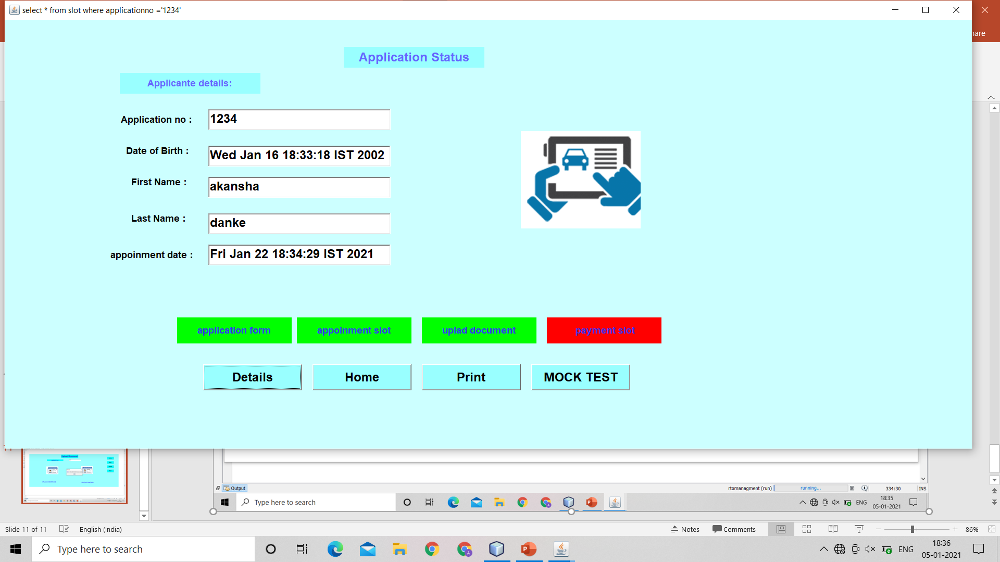 select * from slot where applicationno ='1234'
hare
Application Status
Applicante details:
Application no :
1234
Date of Birth :
Wed Jan 16 18:33:18 IST 2002
First Name :
akansha
Last Name :
danke
appoinment date :
Fri Jan 22 18:34:29 IST 2021
application form
appoinment slot
uplad document
payment slot
Details
Home
Print
MOCK TEST
Output
rtomanagment (run)
running...
334:30
INS
Type here to search
ENG
18:35
05-01-2021
Slide 11 of 11
English (India)
Notes
Comments
86%
Type here to search
ENG
18:36
05-01-2021